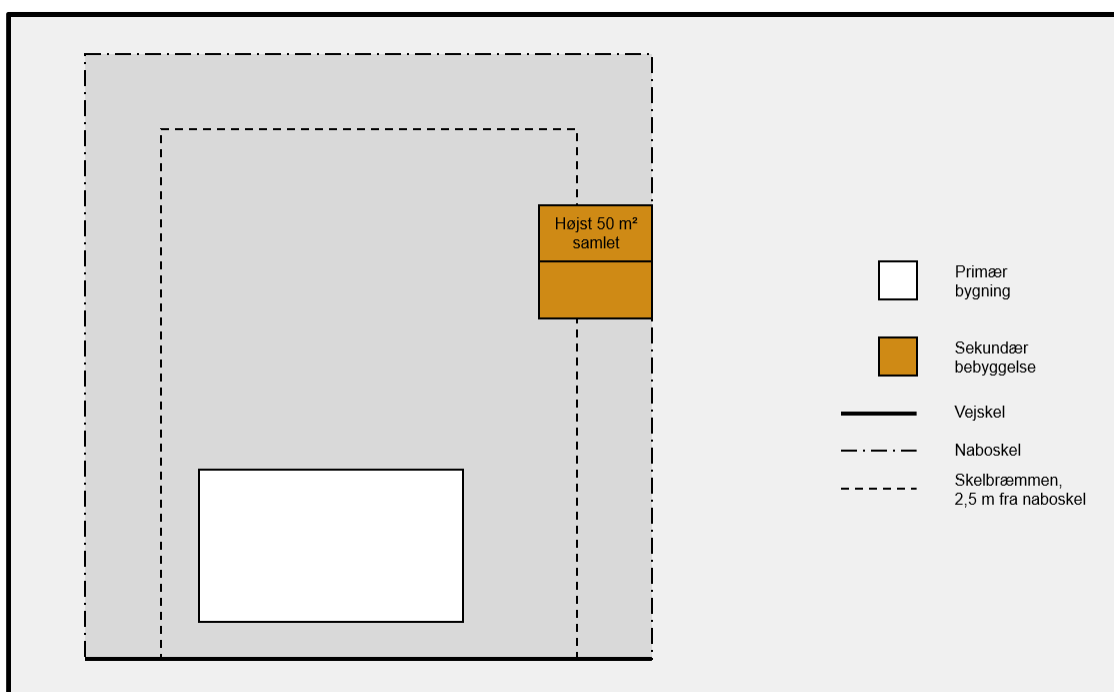 Højst 50 m²
samlet
Primær
bygning
Sekundær
bebyggelse
Vejskel
Naboskel
Skelbræmmen,
2,5 m fra naboskel